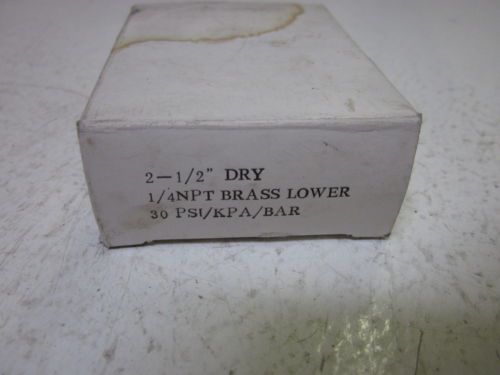 2-1/2" DRY
1/4NPT BRASS LOWER
30 PSI/KPA/BAR